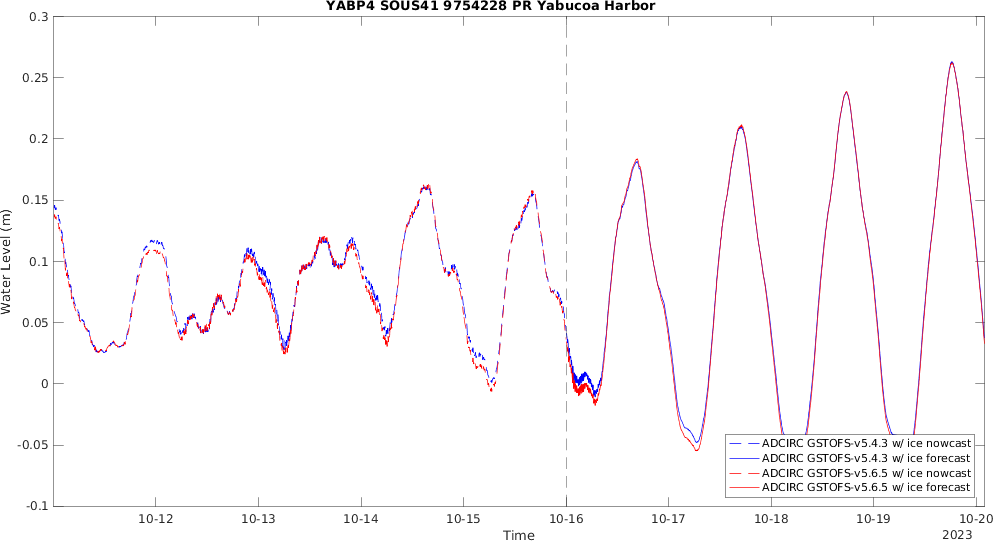 YABP4 SOUS41 9754228 PR Yabucoa Harbor
0.3
0.25
0.2
0.15
0.1
0.05
0
-0.05
-0.1
Water Level (m)
ADCIRC GSTOFS-v5.4.3 w/ ice nowcast
ADCIRC GSTOFS-v5.4.3 w/ ice forecast
ADCIRC GSTOFS-v5.6.5 w/ ice nowcast
ADCIRC GSTOFS-v5.6.5 w/ ice forecast
10-12 10-13 10-14 10-15 10-16 10-17 10-18 10-19 10-20
Time
2023